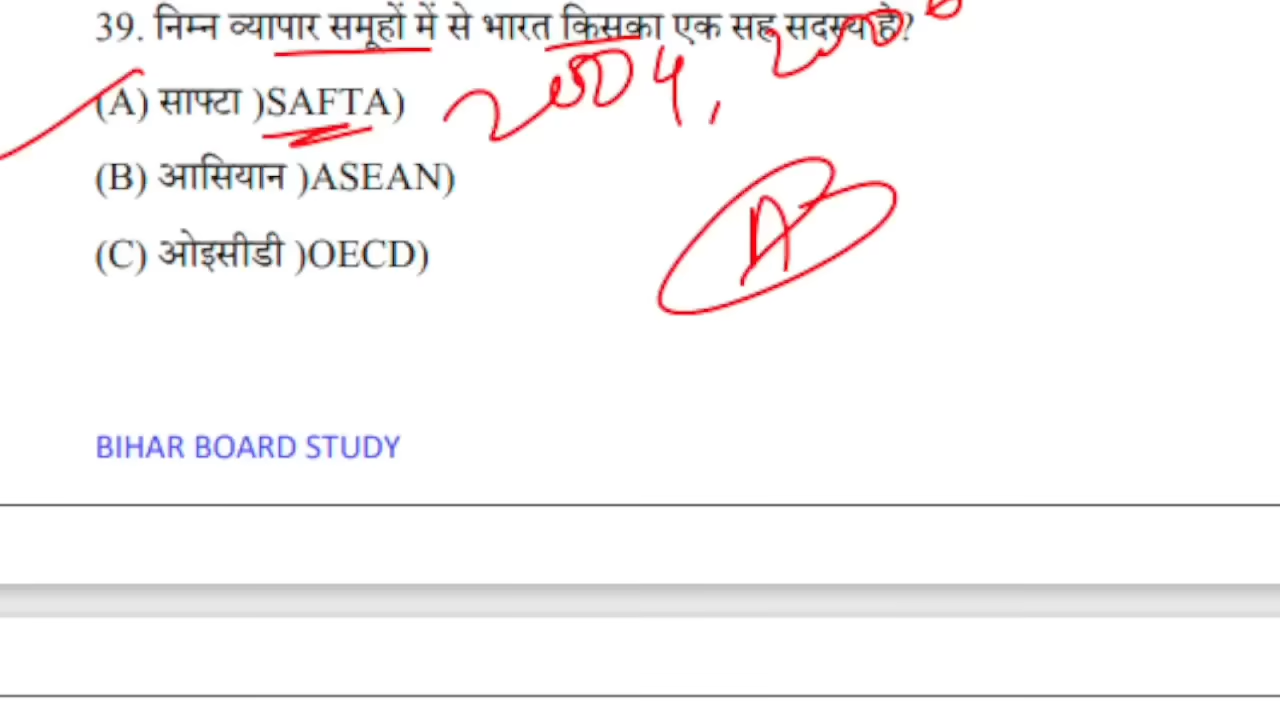 39. निम्न व्यापार समूहों में से भारत किसका एक सह सदस्य है?
(A) साफ्टा )SAFTA)
2004,
(B) आसियान )ASEAN)
A
(C) ओइसीडी )OECD)
BIHAR BOARD STUDY